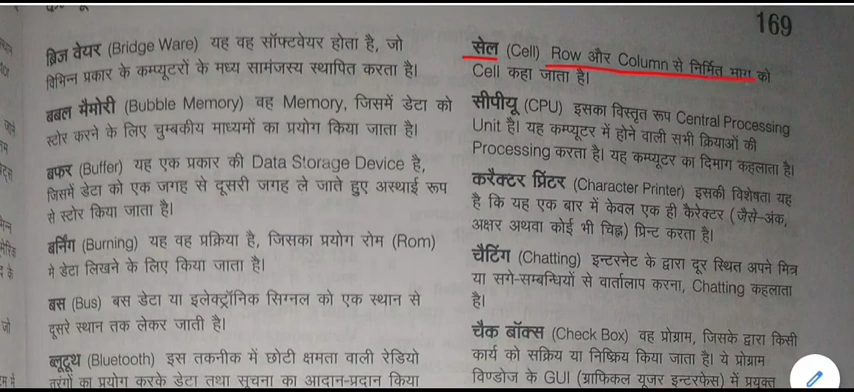 169
ब्रिज वेयर (Bridge Ware) यह वह सॉफ्टवेयर होता है, जो
विभिन्न प्रकार के कम्प्यूटरों के मध्य सामंजस्य स्थापित करता है।
बबल मैमोरी (Bubble Memory) वह Memory, जिसमें डेटा को
स्टोर करने के लिए चुम्बकीय माध्यमों का प्रयोग किया जाता है।
बफर (Buffer) यह एक प्रकार की Data Storage Device है,
जिसमें डेटा को एक जगह से दूसरी जगह ले जाते हुए अस्थाई रूप
से स्टोर किया जाता है।
बर्निंग (Burning) यह वह प्रक्रिया है, जिसका प्रयोग रोम (Rom)
मे डेटा लिखने के लिए किया जाता है।
बस (Bus) बस डेटा या इलेक्ट्रॉनिक सिग्नल को एक स्थान से
दूसरे स्थान तक लेकर जाती है।
ब्लूटूथ (Bluetooth) इस तकनीक में छोटी क्षमता वाली रेडियो
तरंगों का प्रयोग करके डेटा तथा सूचना का आदान-प्रदान किया
सेल (Cell) Row और Column से निर्मित भाग को
Cell कहा जाता है।
सीपीयू (CPU) इसका विस्तृत रूप Central Processing
Unit है। यह कम्प्यूटर में होने वाली सभी क्रियाओं की
Processing करता है। यह कम्प्यूटर का दिमाग कहलाता है।
करैक्टर प्रिंटर (Character Printer) इसकी विशेषता यह
है कि यह एक बार में केवल एक ही कैरेक्टर (जैसे-अंक,
अक्षर अथवा कोई भी चिह्न) प्रिन्ट करता है।
चैटिंग (Chatting) इन्टरनेट के द्वारा दूर स्थित अपने मित्र
या सगे-सम्बन्धियों से वार्तालाप करना, Chatting कहलाता
है।
चैक बॉक्स (Check Box) वह प्रोग्राम, जिसके द्वारा किसी
कार्य को सक्रिय या निष्क्रिय किया जाता है। ये प्रोग्राम
विण्डोज के GUI (ग्राफिकल यूजर इन्टरफेस) में प्रयुक्त